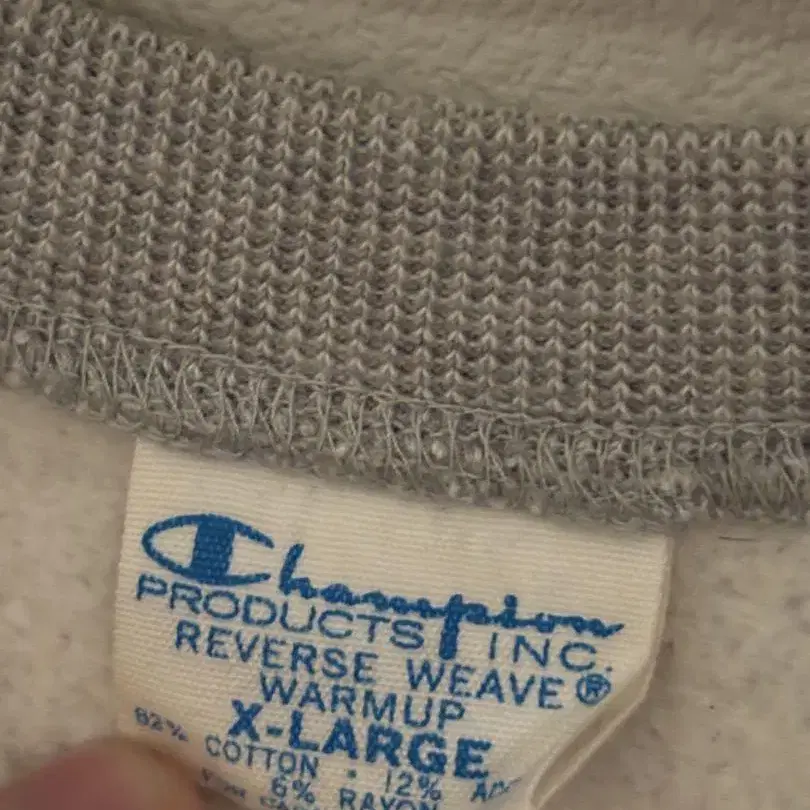 Champion
PRODUCTS INC.
REVERSE WEAVE®
WARMUP
X-LARGE
82% COTTON · 12%
6% RAYON